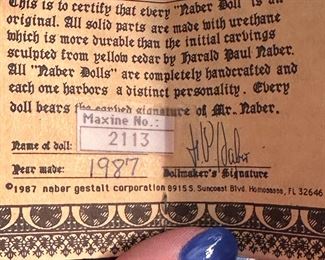 This is to certify that every "Naber Doll" is an
original. All solid parts are made with urethane
which is more durable than the initial carvings
sculpted from yellow cedar by Harald Paul Naber.
All "Naber Dolls" are completely handcrafted and
each one harbors a distinct personality. Every
doll bears the carved signature of Mr. Naber.
Maxine No.:
Name of doll: 2113
Year made: 1987 Dollmaker's Signature
©1987 naber gestalt corporation 8915 S. Suncoast Blvd. Homosassa, FL 32646